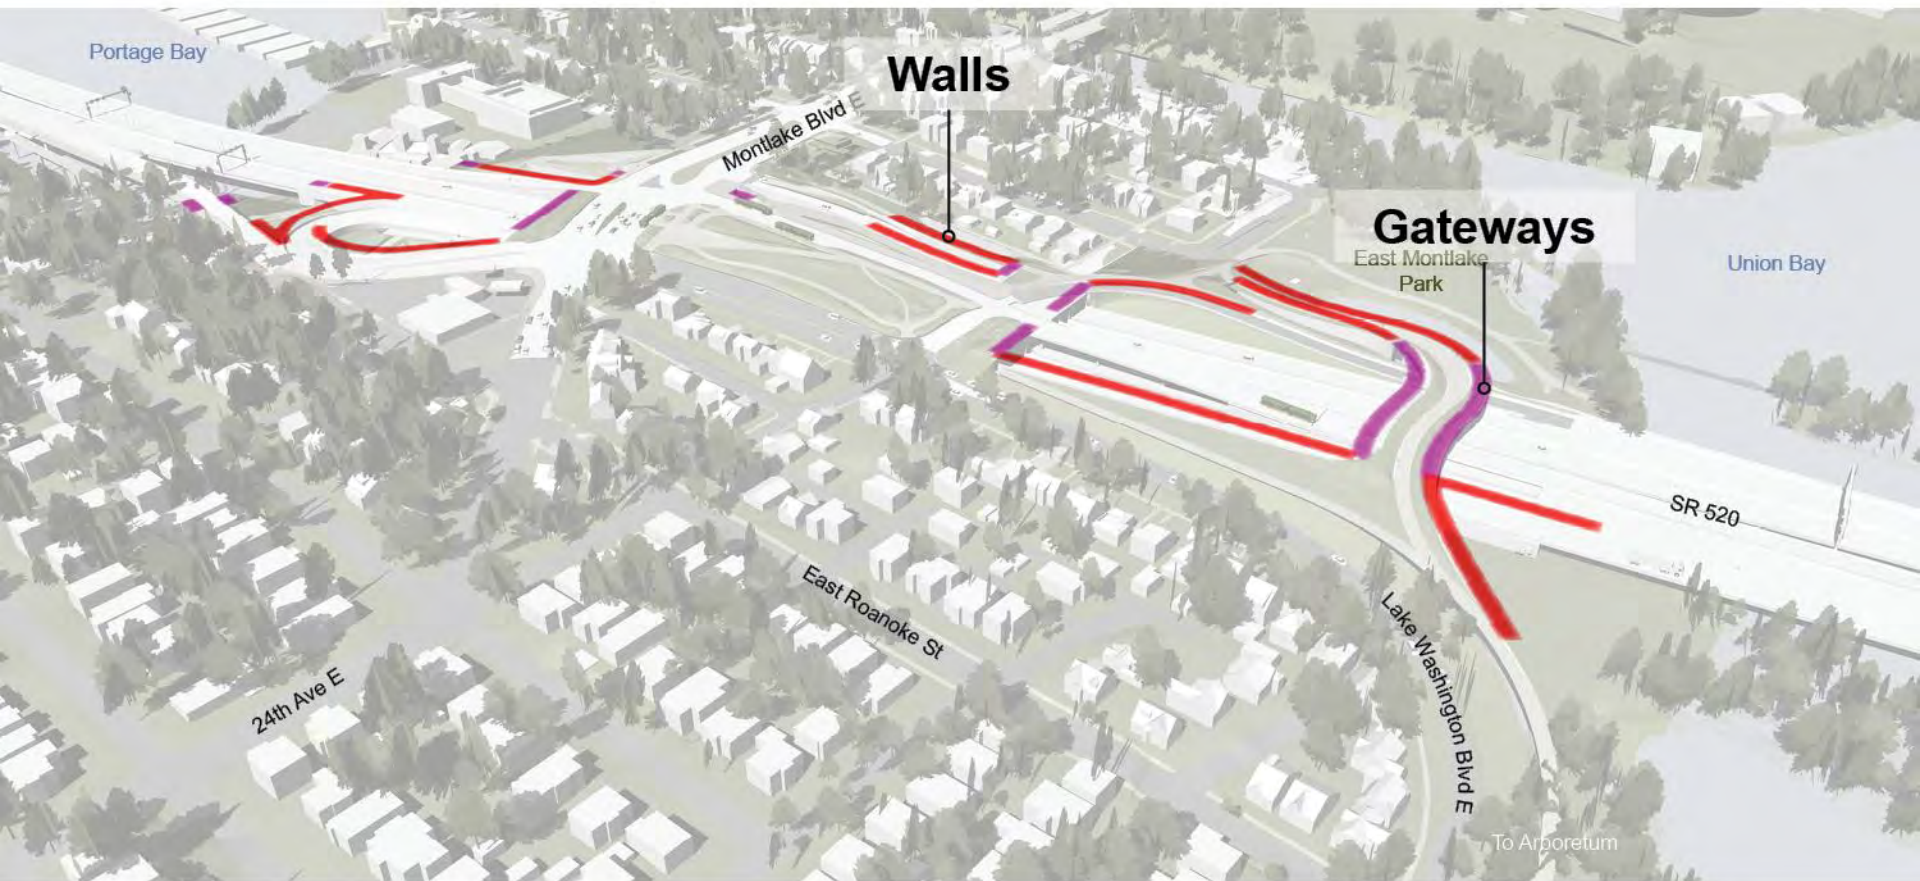 Portage Bay
Walls
Montlake Blvd E
Gateways
East Montlake
Park
Union Bay
SR 520
East Roanoke St
Lake Washington Blvd E
24th Ave E
To Arboretum